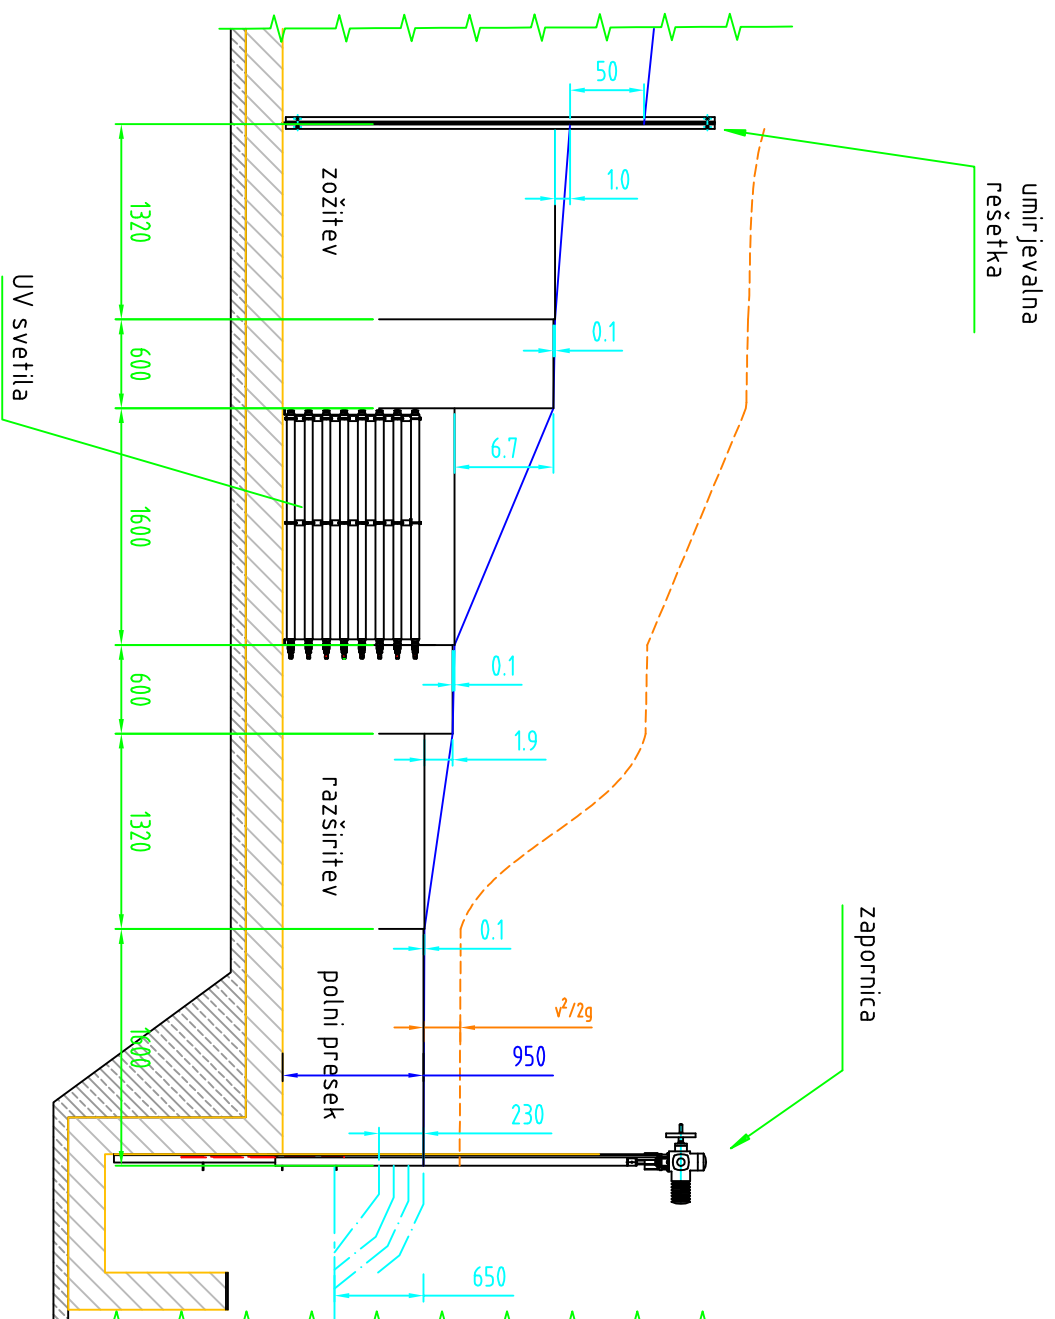 umirjevalna
rešetka
zapornica
50
1.0
0.1
6.7
0.1
1.9
0.1
v²/2g
950
230
650
zožitev
razširitev
polni presek
1320
600
1600
600
1320
1600
UV svetila